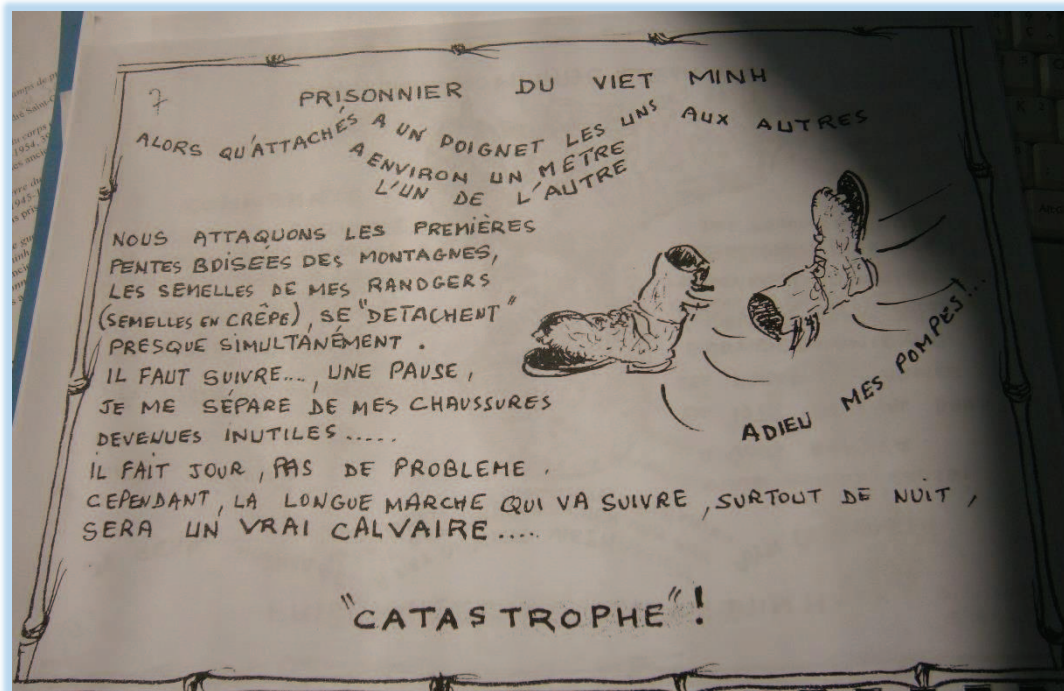 7
PRISONNIER DU VIET MINH
ALORS QU'ATTACHÉS A UN POIGNET LES UNS AUX AUTRES
A ENVIRON UN METRE
L'UN DE L'AUTRE
NOUS ATTAQUONS LES PREMIÈRES
PENTES BOISEES DES MONTAGNES,
LES SEMELLES DE MES RANDGERS
(SEMELLES EN CRÊPE), SE "DETACHENT"
PRESQUE SIMULTANÉMENT.
IL FAUT SUIVRE...., UNE PAUSE,
JE ME SÉPARE DE MES CHAUSSURES
DEVENUES INUTILES.....
IL FAIT JOUR, PAS DE PROBLEME.
CEPENDANT, LA LONGUE MARCHE QUI VA SUIVRE, SURTOUT DE NUIT,
SERA UN VRAI CALVAIRE....
ADIEU MES POMPES!...
"CATASTROPHE"!